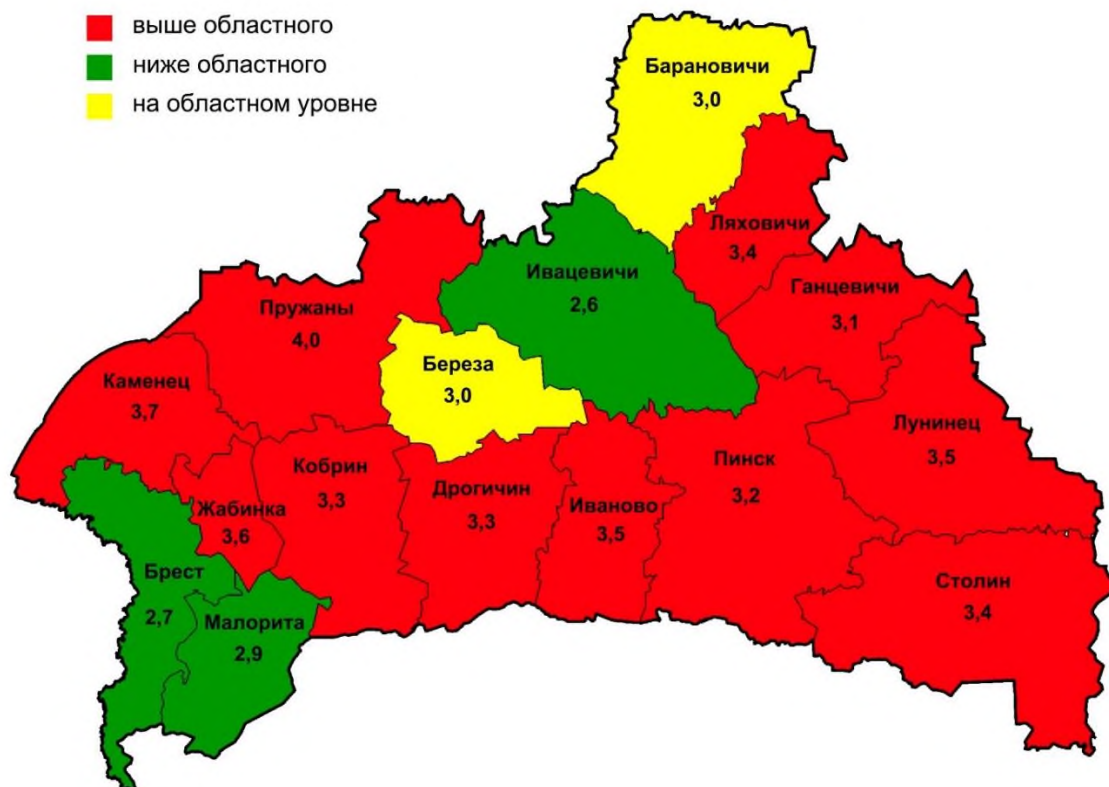 выше областного
ниже областного
на областном уровне
Барановичи
3,0
Ляховичи
3,4
Ивацевичи
2,6
Ганцевичи
3,1
Пружаны
4,0
Береза
3,0
Каменец
3,7
Лунинец
3,5
Пинск
3,2
Кобрин
3,3
Дрогичин
3,3
Иваново
3,5
Жабинка
3,6
Брест
2,7
Малорита
2,9
Столин
3,4